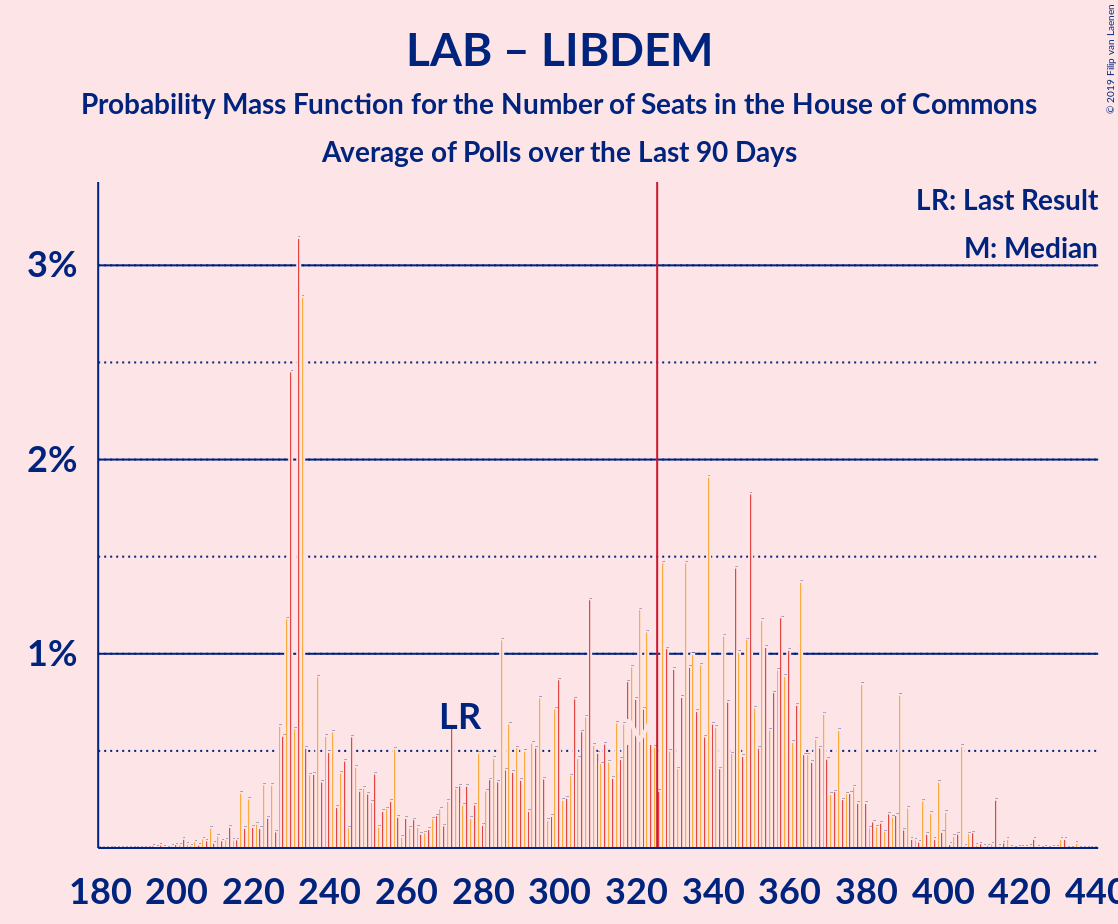 LAB – LIBDEM
Probability Mass Function for the Number of Seats in the House of Commons
Average of Polls over the Last 90 Days
© 2019 Filip van Laenen
LR: Last Result
M: Median
3%
2%
1%
LR
180 200 220 240 260 280 300 320 340 360 380 400 420 440